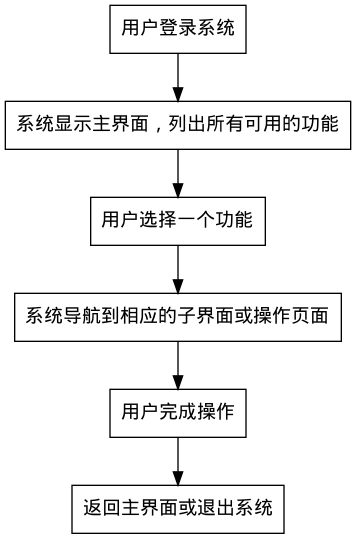 用户登录系统
系统显示主界面，列出所有可用的功能
用户选择一个功能
系统导航到相应的子界面或操作页面
用户完成操作
返回主界面或退出系统